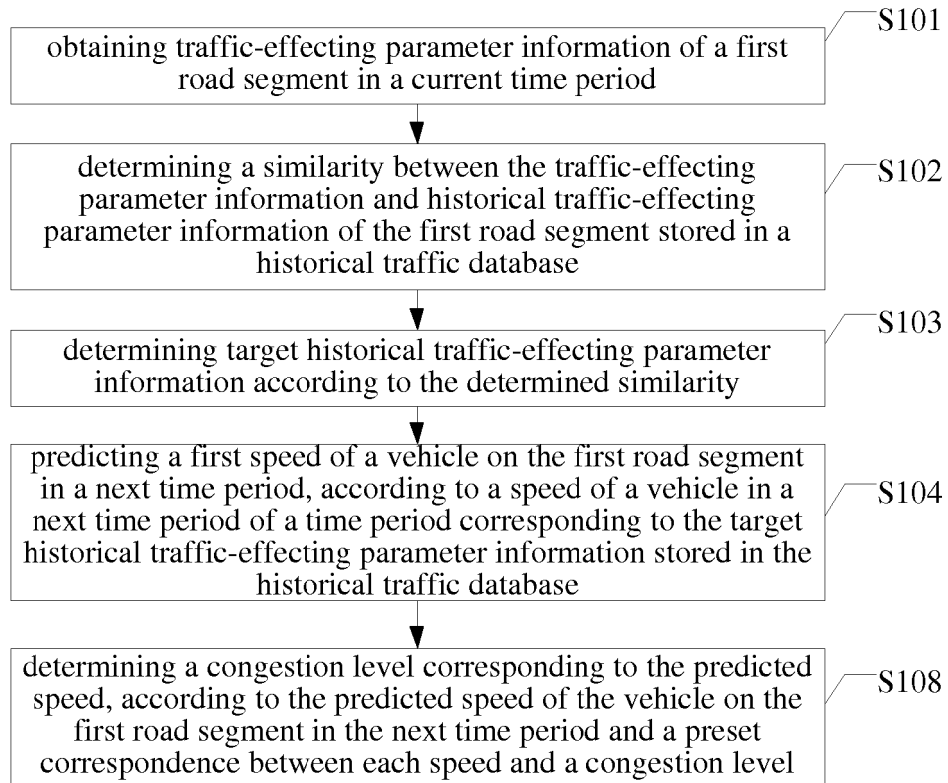 obtaining traffic-effecting parameter information of a first
road segment in a current time period
S101
determining a similarity between the traffic-effecting
parameter information and historical traffic-effecting
parameter information of the first road segment stored in a
historical traffic database
S102
determining target historical traffic-effecting parameter
information according to the determined similarity
S103
predicting a first speed of a vehicle on the first road segment
in a next time period, according to a speed of a vehicle in a
next time period of a time period corresponding to the target
historical traffic-effecting parameter information stored in the
historical traffic database
S104
determining a congestion level corresponding to the predicted
speed, according to the predicted speed of the vehicle on the
first road segment in the next time period and a preset
correspondence between each speed and a congestion level
S108